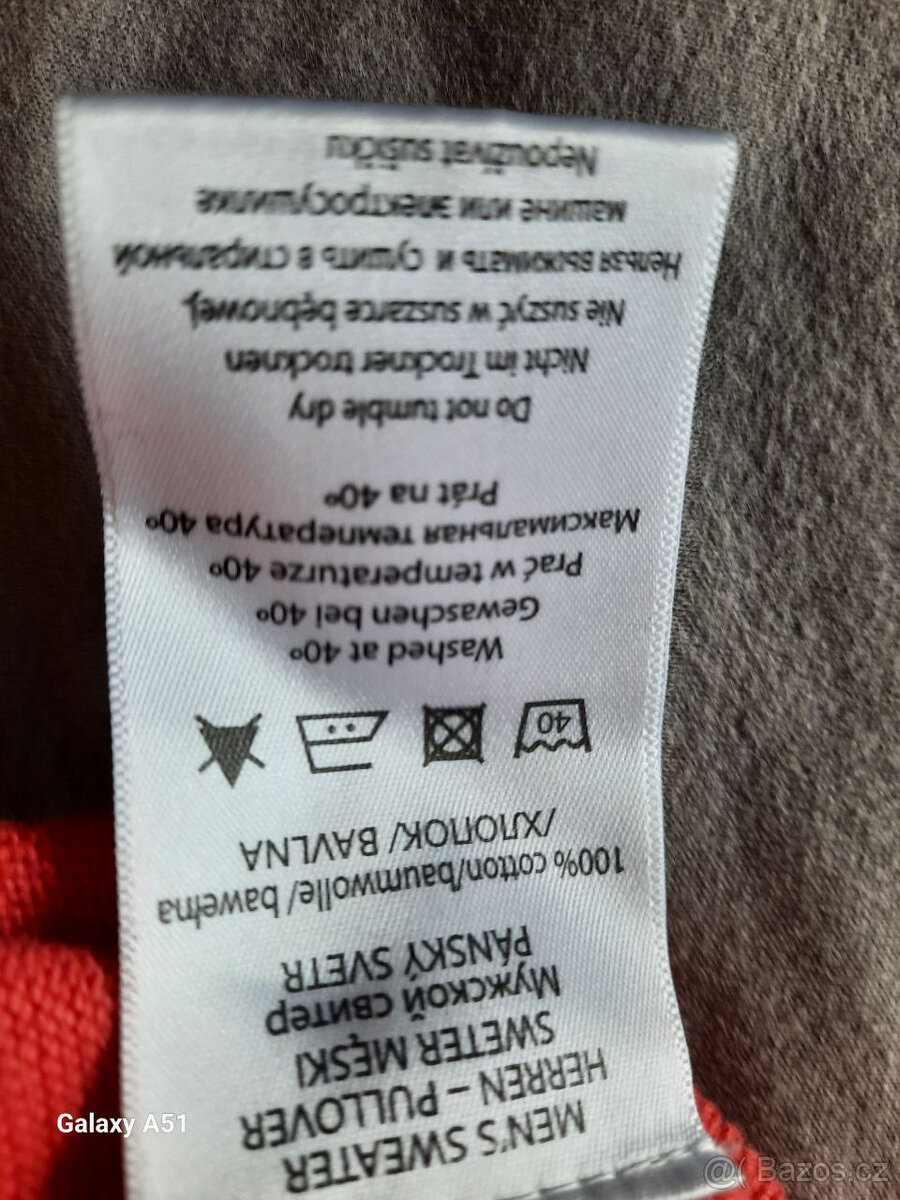 MEN'S SWEATER
HERREN – PULLOVER
SWETER MĘSKI
Мужской свитер
PÁNSKÝ SVETR
100% cotton/baumwolle/ bawełna
/ХЛОПОК/ BAVLNA
40
Washed at 40°
Gewaschen bei 40°
Prać w temperaturze 40°
Максимальная температура 40°
Prát na 40°
Do not tumble dry
Nicht im Trockner trocknen
Nie suszyć w suszarce bębnowej,
Нельзя выжимать и сушить в стиральной
машине или электросушилке
Nepoužívat sušičku
Galaxy A51
@ Bazos.cz